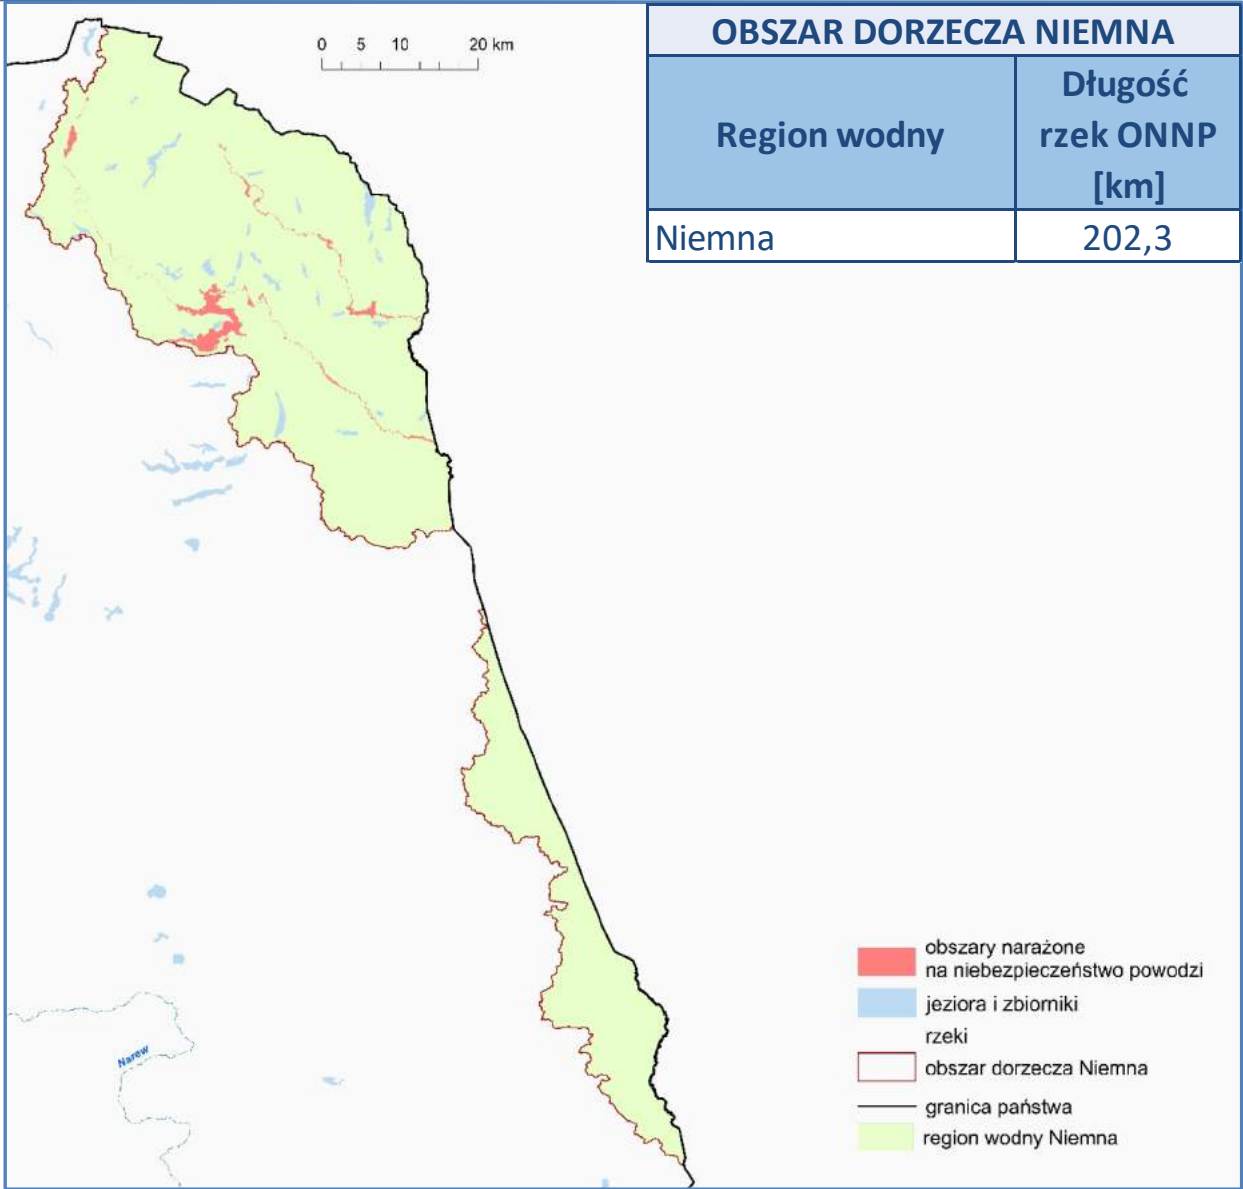 OBSZAR DORZECZA NIEMNA
Region wodny
Długość
rzek ONNP
[km]
Niemna
202,3
0 5 10 20 km
Narew
obszary narażone
na niebezpieczeństwo powodzi
jeziora i zbiorniki
rzeki
obszar dorzecza Niemna
granica państwa
region wodny Niemna